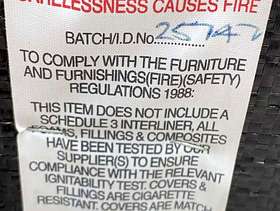 CARELESSNESS CAUSES FIRE
BATCH/I.D.No. 25747
TO COMPLY WITH THE FURNITURE
AND FURNISHINGS(FIRE)(SAFETY)
REGULATIONS 1988:
THIS ITEM DOES NOT INCLUDE A
SCHEDULE 3 INTERLINER, ALL
FOAMS, FILLINGS & COMPOSITES
HAVE BEEN TESTED BY OUR
SUPPLIER(S) TO ENSURE
COMPLIANCE WITH THE RELEVANT
IGNITABILITY TEST. COVERS &
FILLINGS ARE CIGARETTE
RESISTANT. COVERS ARE MATCH